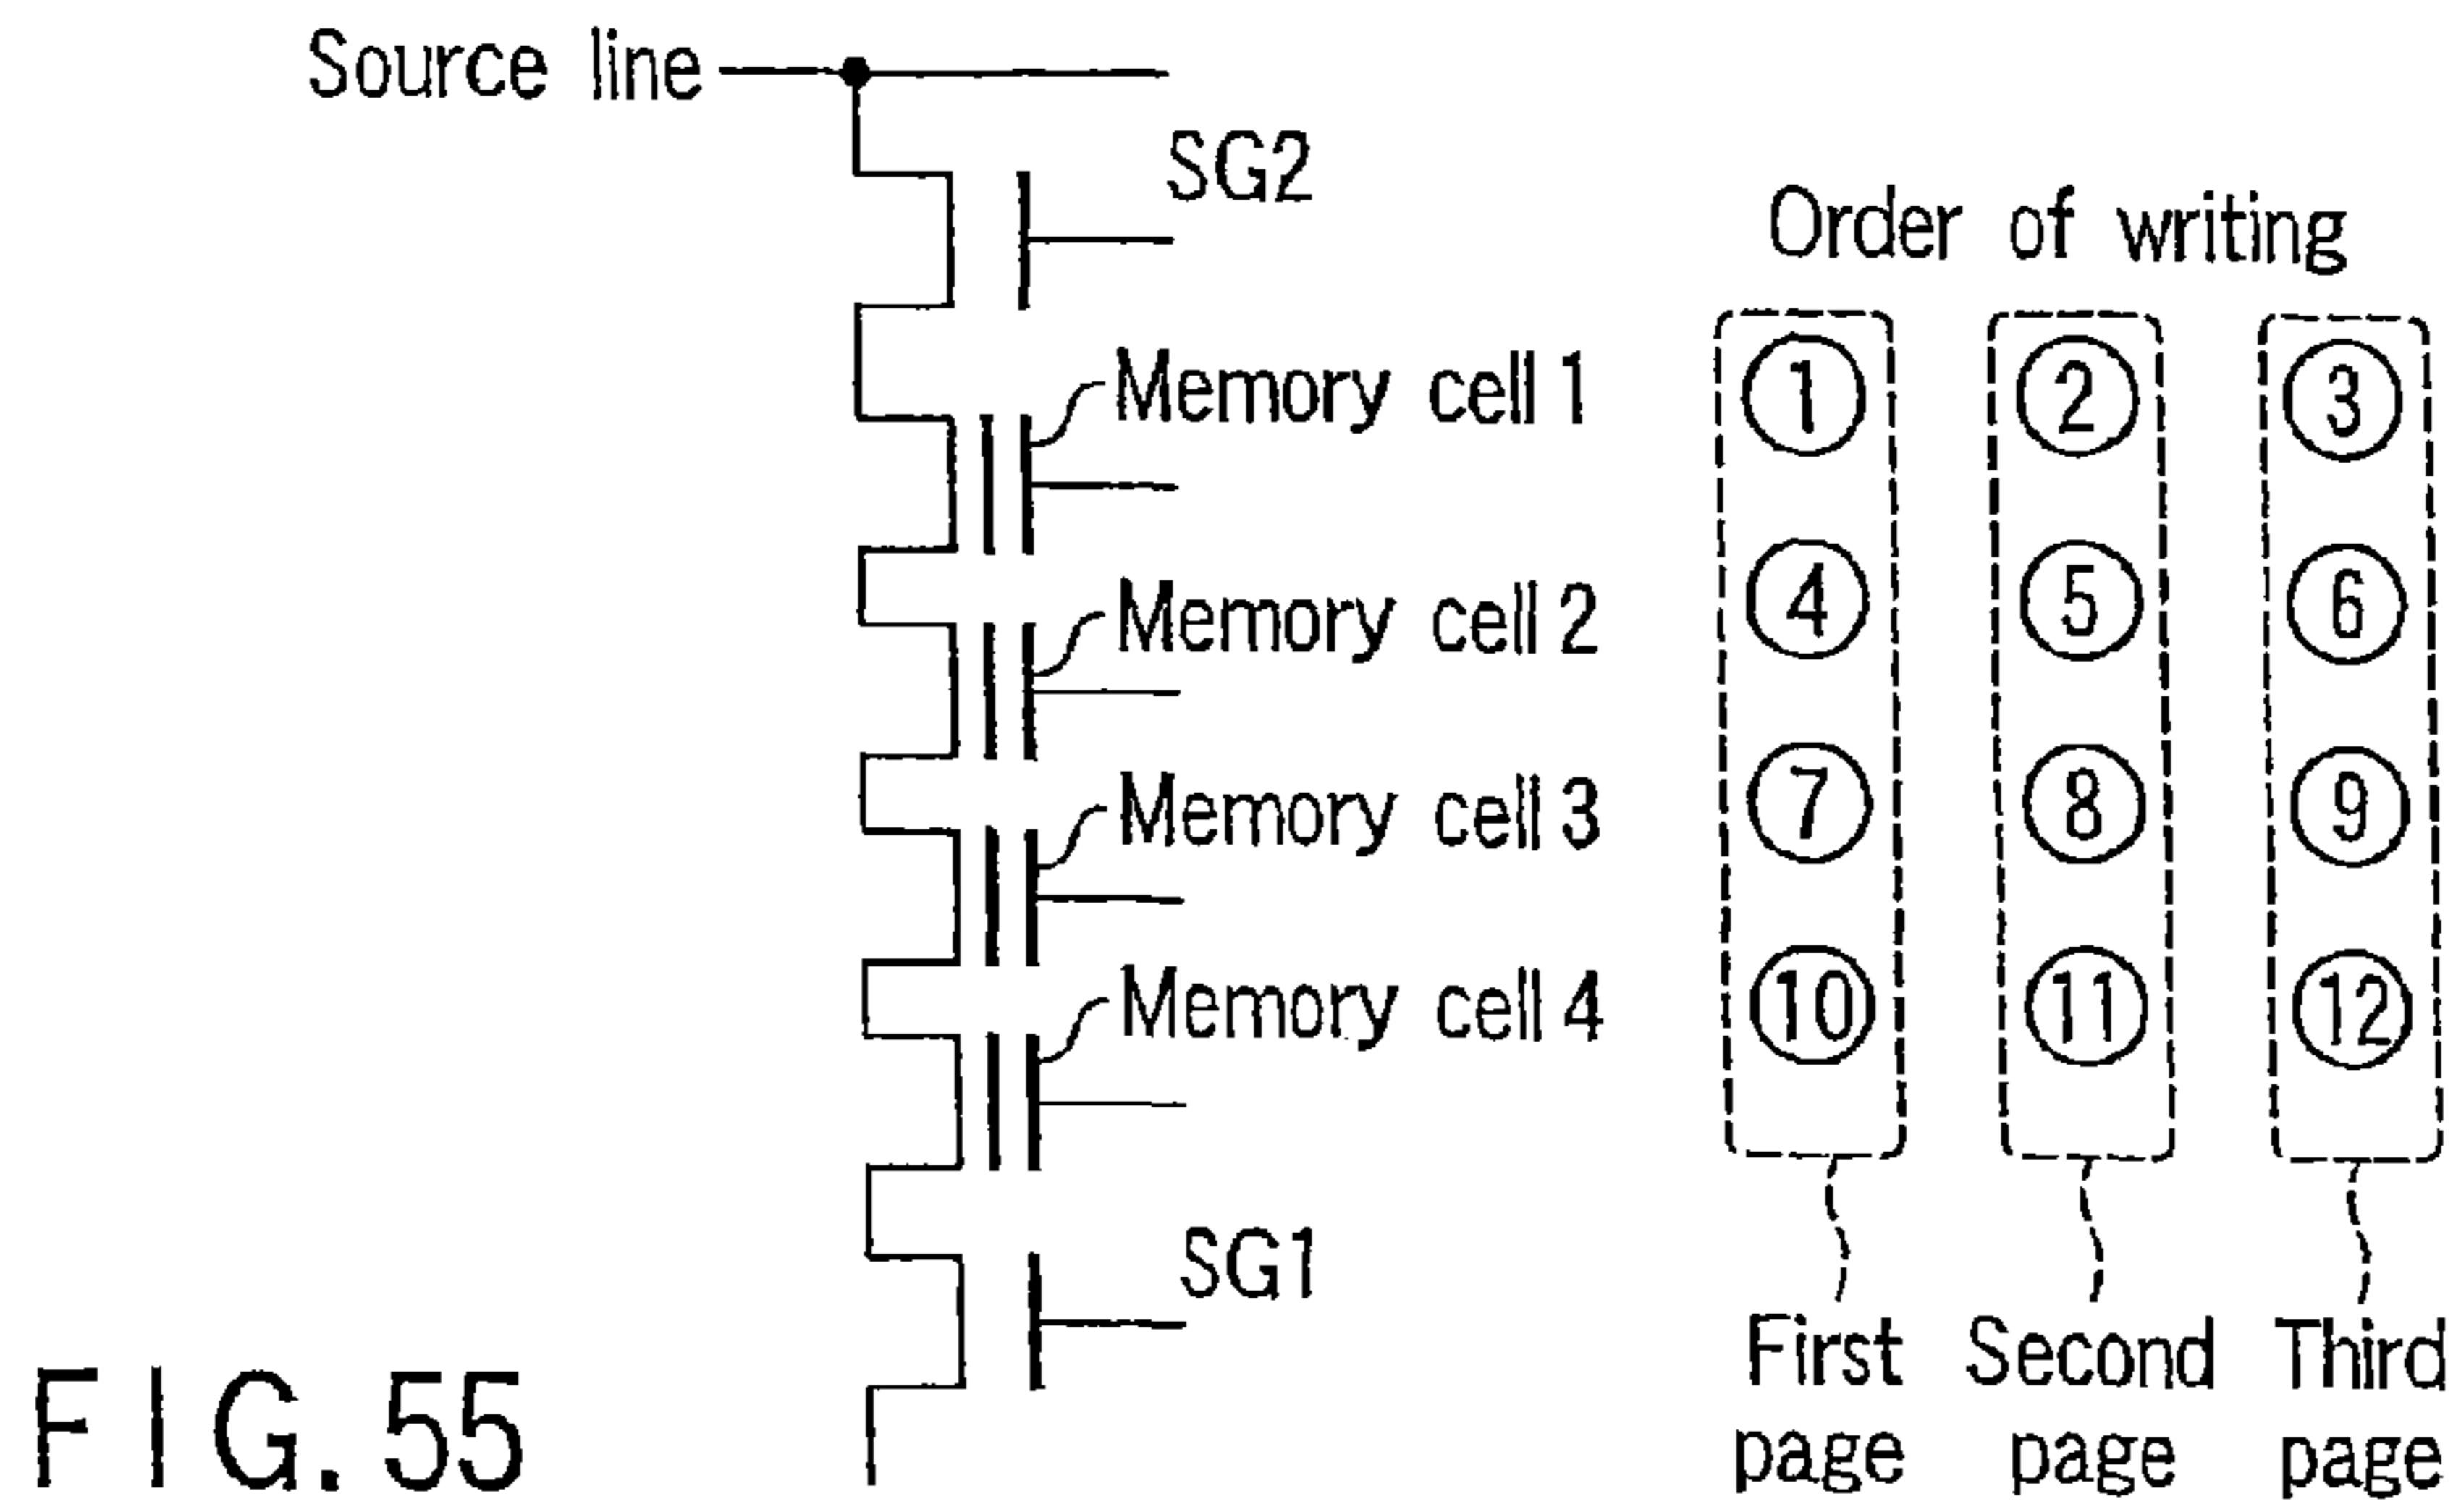 Source line
SG2
Order of writing
Memory cell 1 ① ② ③
Memory cell 2 ④ ⑤ ⑥
Memory cell 3 ⑦ ⑧ ⑨
Memory cell 4 ⑩ ⑪ ⑫
SG1
First page
Second page
Third page
FIG. 55